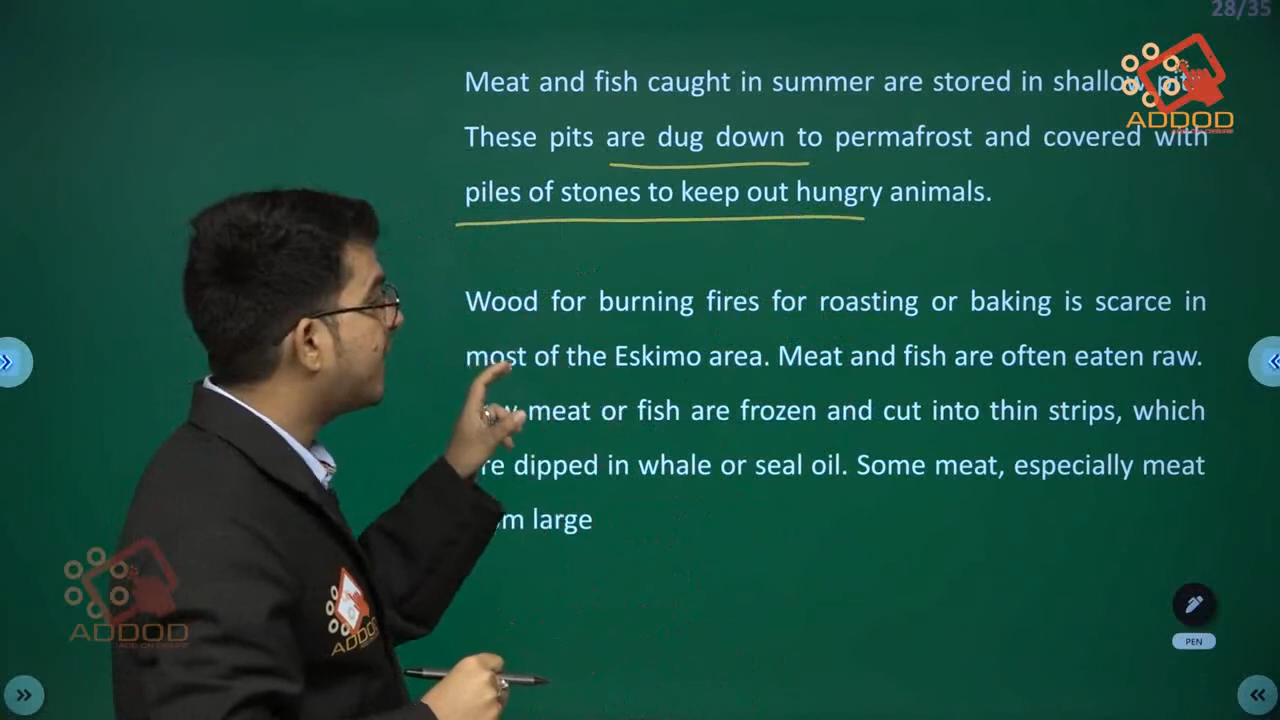 28/35
Meat and fish caught in summer are stored in shallow
ADDOD
These pits are dug down to permafrost and covered with
piles of stones to keep out hungry animals.
Wood for burning fires for roasting or baking is scarce in
most of the Eskimo area. Meat and fish are often eaten raw.
meat or fish are frozen and cut into thin strips, which
dipped in whale or seal oil. Some meat, especially meat
large
ADDOD
ADDOD
PEN